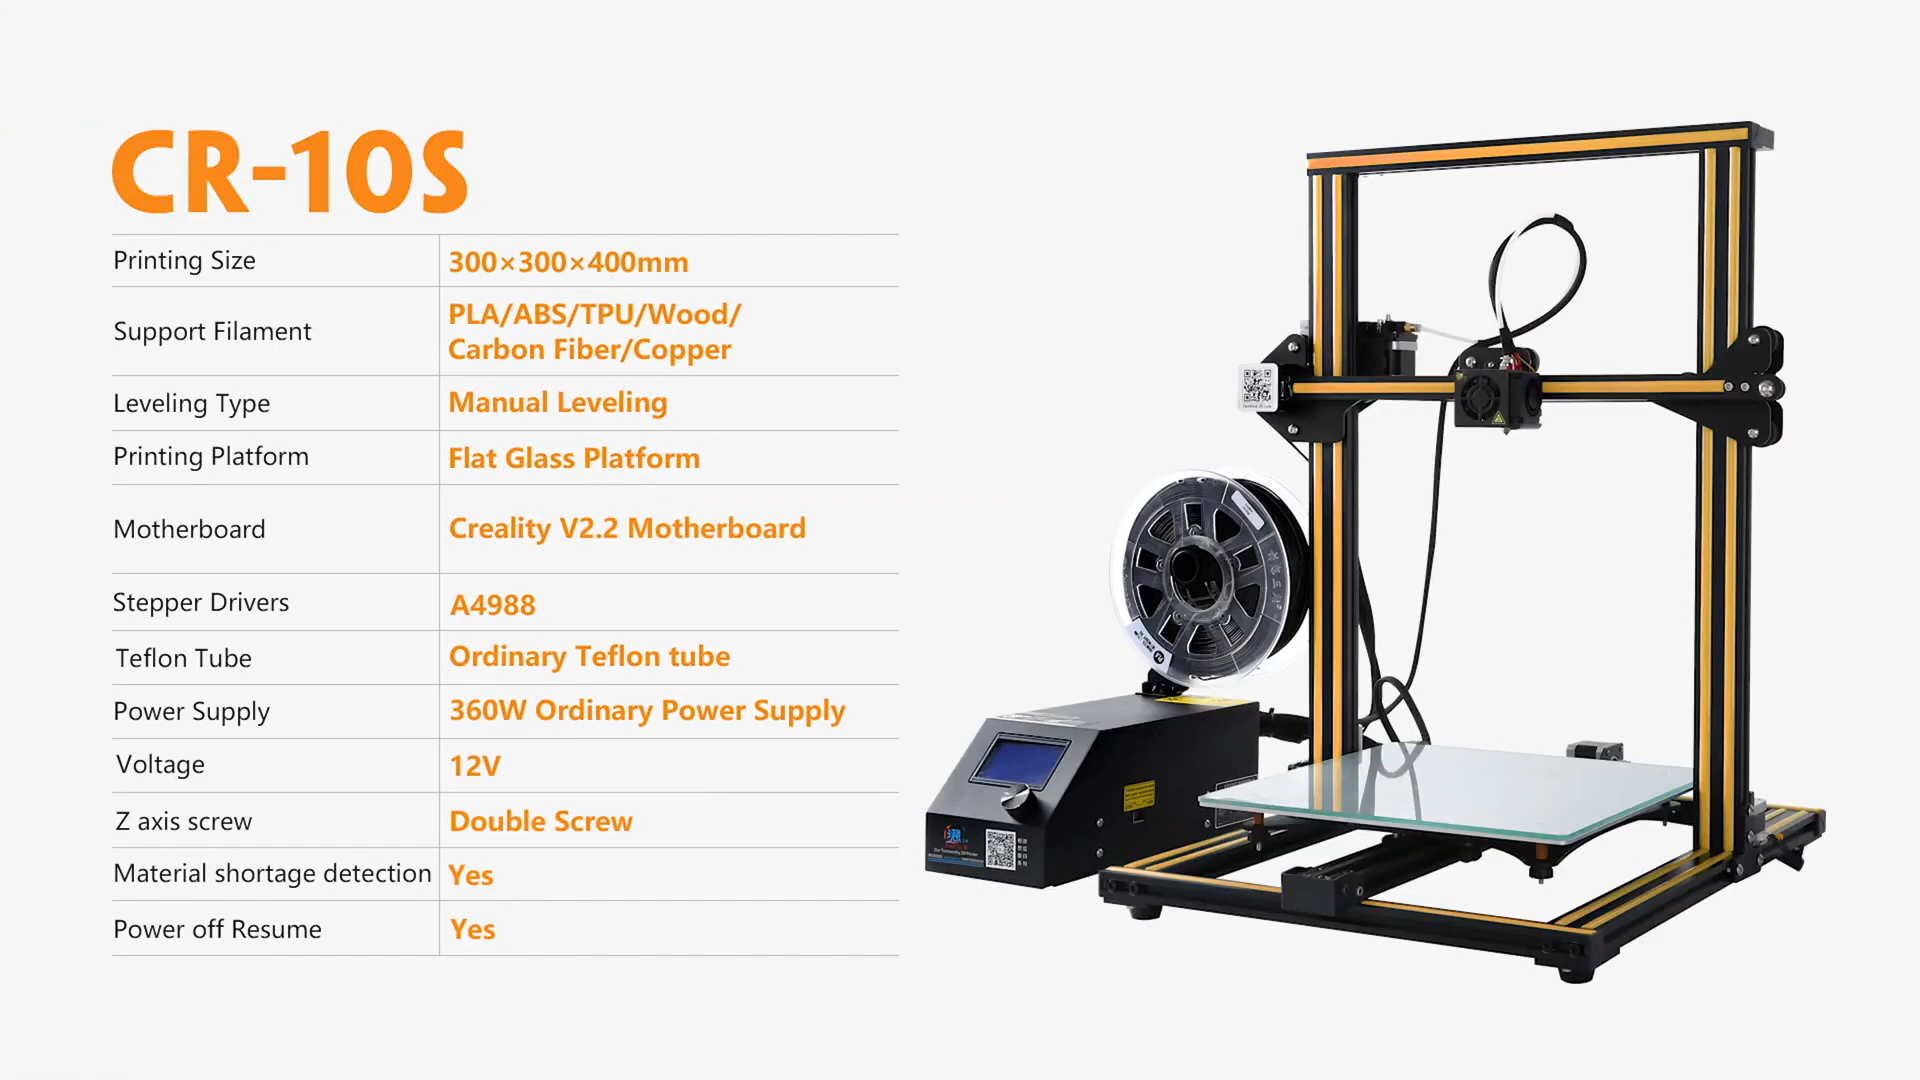 CR-10S
Printing Size 300×300×400mm
Support Filament PLA/ABS/TPU/Wood/
Carbon Fiber/Copper
Leveling Type Manual Leveling
Printing Platform Flat Glass Platform
Motherboard Creality V2.2 Motherboard
Stepper Drivers A4988
Teflon Tube Ordinary Teflon tube
Power Supply 360W Ordinary Power Supply
Voltage 12V
Z axis screw Double Screw
Material shortage detection Yes
Power off Resume Yes